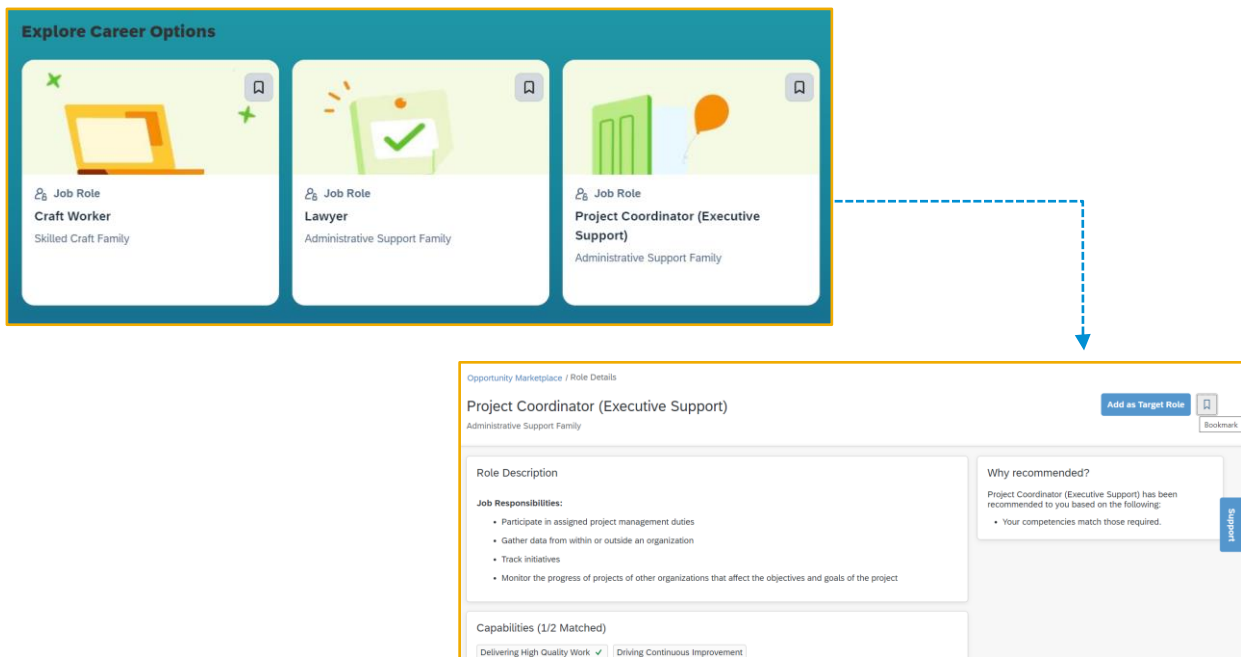 Explore Career Options
Job Role
Craft Worker
Skilled Craft Family
Job Role
Lawyer
Administrative Support Family
Job Role
Project Coordinator (Executive
Support)
Administrative Support Family
Opportunity Marketplace / Role Details
Project Coordinator (Executive Support)
Administrative Support Family
Add as Target Role
Bookmark
Role Description
Job Responsibilities:
• Participate in assigned project management duties
• Gather data from within or outside an organization
• Track initiatives
• Monitor the progress of projects of other organizations that affect the objectives and goals of the project
Why recommended?
Project Coordinator (Executive Support) has been
recommended to you based on the following:
• Your competencies match those required.
Support
Capabilities (1/2 Matched)
Delivering High Quality Work ✓ Driving Continuous Improvement